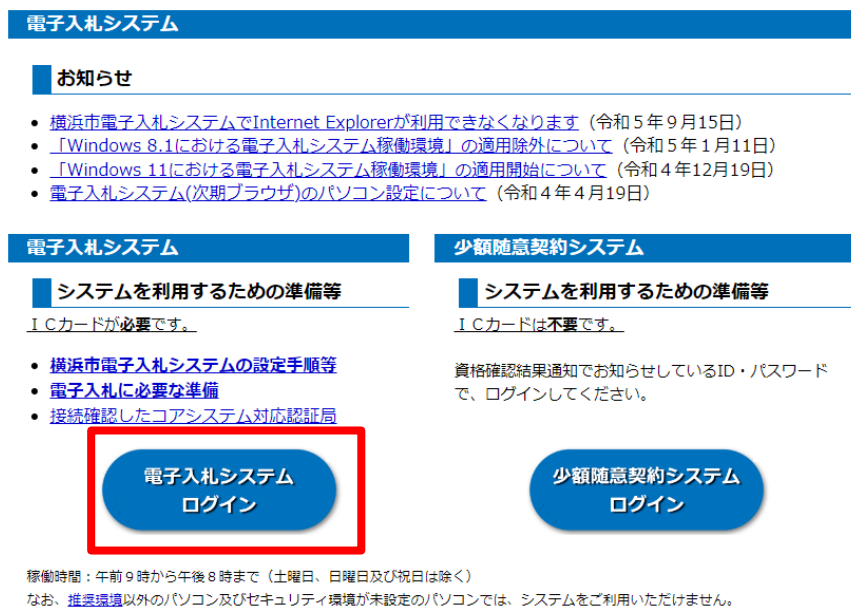 電子入札システム
お知らせ
横浜市電子入札システムでInternet Explorerが利用できなくなります（令和５年９月15日）
「Windows 8.1における電子入札システム稼働環境」の適用除外について（令和５年１月11日）
「Windows 11における電子入札システム稼働環境」の適用開始について（令和４年12月19日）
電子入札システム(次期ブラウザ)のパソコン設定について（令和４年４月19日）
電子入札システム
システムを利用するための準備等
ＩＣカードが必要です。
横浜市電子入札システムの設定手順等
電子入札に必要な準備
接続確認したコアシステム対応認証局
電子入札システム
ログイン
少額随意契約システム
システムを利用するための準備等
ＩＣカードは不要です。
資格確認結果通知でお知らせしているID・パスワード
で、ログインしてください。
少額随意契約システム
ログイン
稼働時間：午前９時から午後８時まで（土曜日、日曜日及び祝日は除く）
なお、推奨環境以外のパソコン及びセキュリティ環境が未設定のパソコンでは、システムをご利用いただけません。